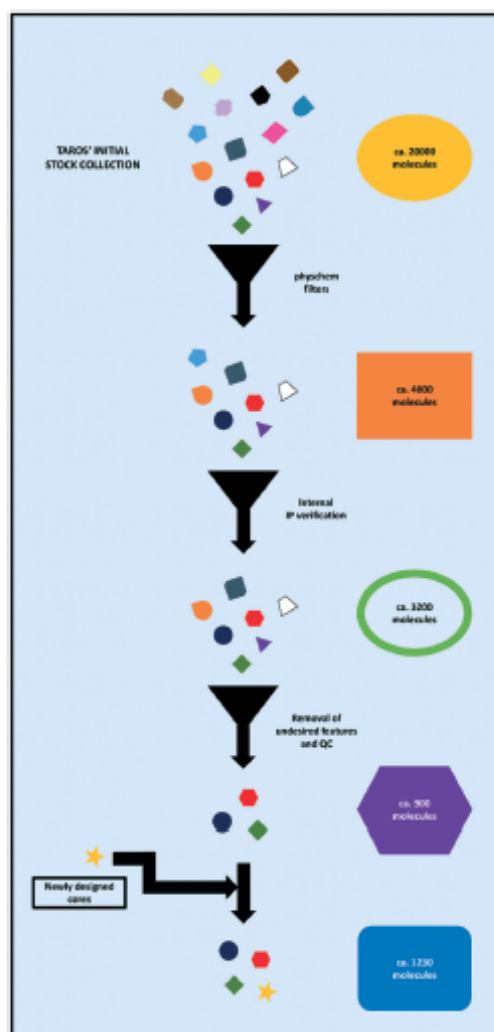 TAROS' INITIAL
STOCK COLLECTION
ca. 20000
molecules
physchem
filters
ca. 4000
molecules
Internal
IP verification
ca. 3200
molecules
Removal of
undesired features
and QC
ca. 900
molecules
Newly designed
cores
ca. 1230
molecules